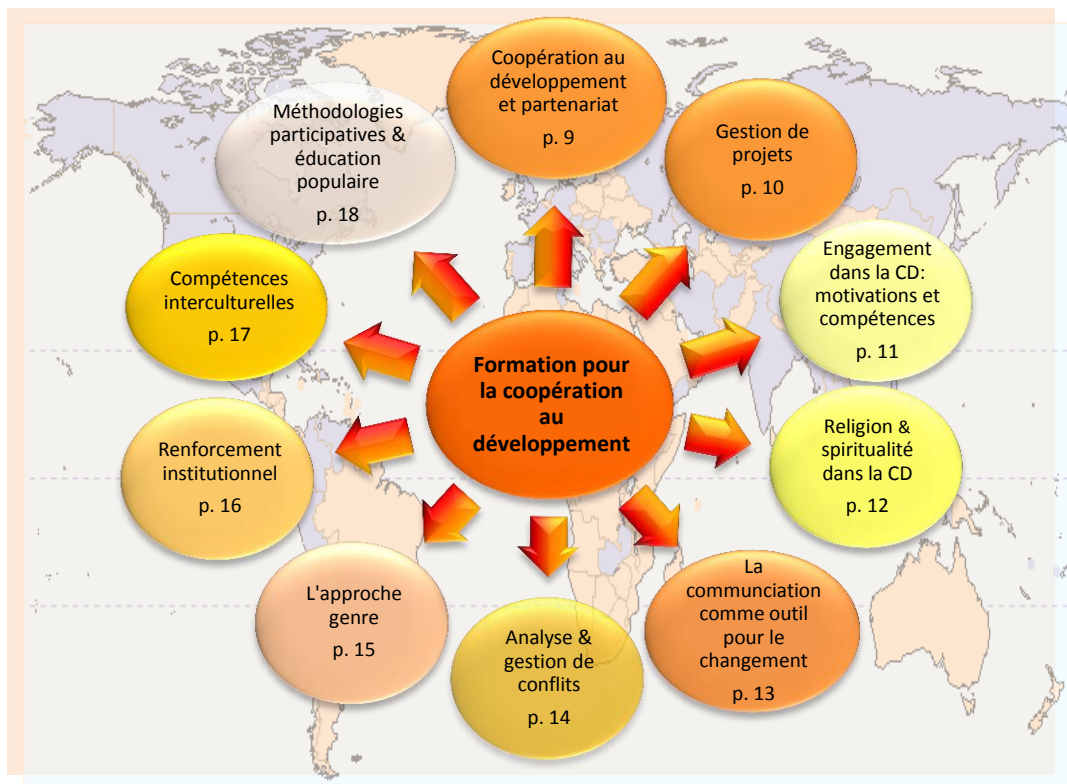 Coopération au
développement
et partenariat
p. 9
Gestion de
projets
p. 10
Engagement
dans la CD:
motivations et
compétences
p. 11
Religion &
spiritualité
dans la CD
p. 12
La
communciation
comme outil
pour le
changement
p. 13
Analyse &
gestion de
conflits
p. 14
L'approche
genre
p. 15
Renforcement
institutionnel
p. 16
Compétences
interculturelles
p. 17
Méthodologies
participatives &
éducation
populaire
p. 18
Formation pour
la coopération
au
développement